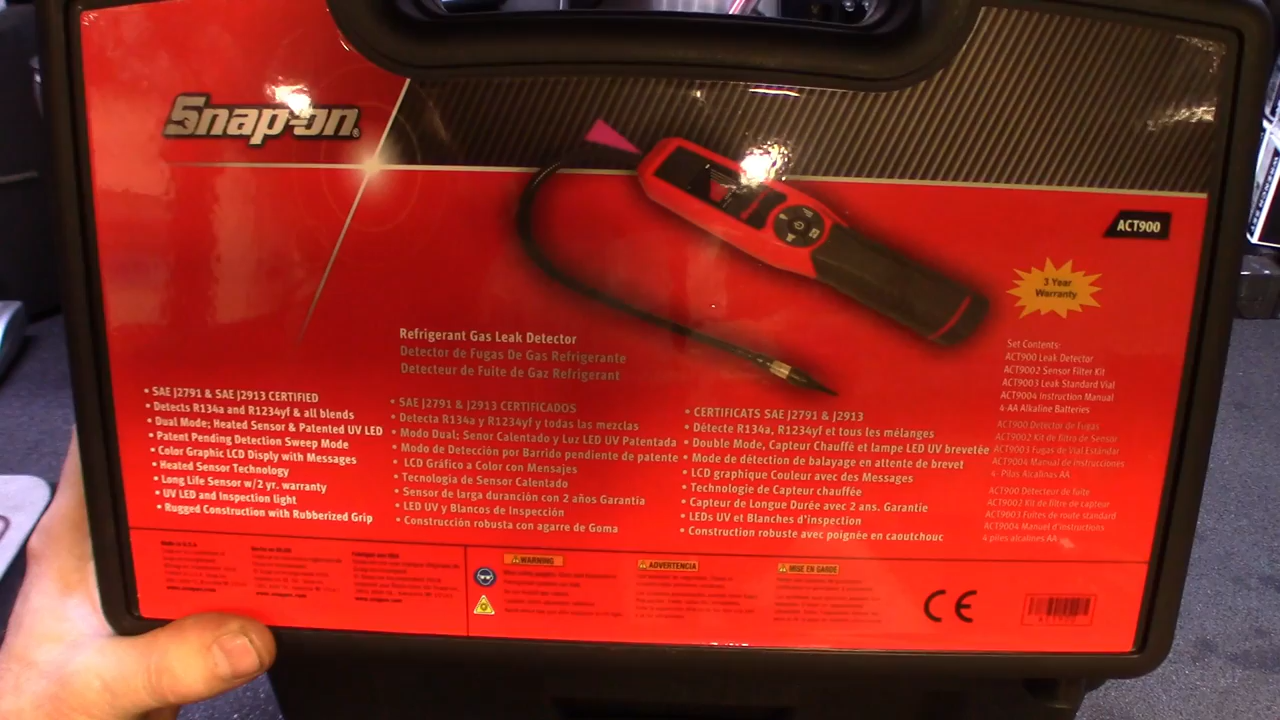 Snap-on®
ACT900
3 Year
Warranty
Refrigerant Gas Leak Detector
Detector de Fugas De Gas Refrigerante
Detecteur de Fuite de Gaz Refrigerant
• SAE J2791 & SAE J2913 CERTIFIED
• Detects R134a and R1234yf & all blends
• Dual Mode; Heated Sensor & Patented UV LED
• Patent Pending Detection Sweep Mode
• Color Graphic LCD Disply with Messages
• Heated Sensor Technology
• Long Life Sensor w/2 yr. warranty
• UV LED and Inspection light
• Rugged Construction with Rubberized Grip
• SAE J2791 & J2913 CERTIFICADOS
• Detecta R134a y R1234yf y todas las mezclas
• Modo Dual; Senor Calentado y Luz LED UV Patentada
• Modo de Detección por Barrido pendiente de patente
• LCD Gráfico a Color con Mensajes
• Tecnologia de Sensor Calentado
• Sensor de larga duranción con 2 años Garantia
• LED UV y Blancos de Inspección
• Construcción robusta con agarre de Goma
• CERTIFICATS SAE J2791 & J2913
• Détecte R134a, R1234yf et tous les mélanges
• Double Mode, Capteur Chauffé et lampe LED UV brevetée
• Mode de détection de balayage en attente de brevet
• LCD graphique Couleur avec des Messages
• Technologie de Capteur chauffée
• Capteur de Longue Durée avec 2 ans. Garantie
• LEDs UV et Blanches d'inspection
• Construction robuste avec poignée en caoutchouc
Set Contents:
ACT900 Leak Detector
ACT9002 Sensor Filter Kit
ACT9003 Leak Standard Vial
ACT9004 Instruction Manual
4-AA Alkaline Batteries
ACT900 Detector de Fugas
ACT9002 Kit de Filtro de Sensor
ACT9003 Fugas de Vial Estándar
ACT9004 Manual de Instrucciones
4- Pilas Alcalinas AA
ACT900 Detecteur de fuite
ACT9002 Kit de filtre de capteur
ACT9003 Fuites de route standard
ACT9004 Manuel d'instructions
4 piles alcalines AA
WARNING
ADVERTENCIA
MISE EN GARDE
CE
ACT900